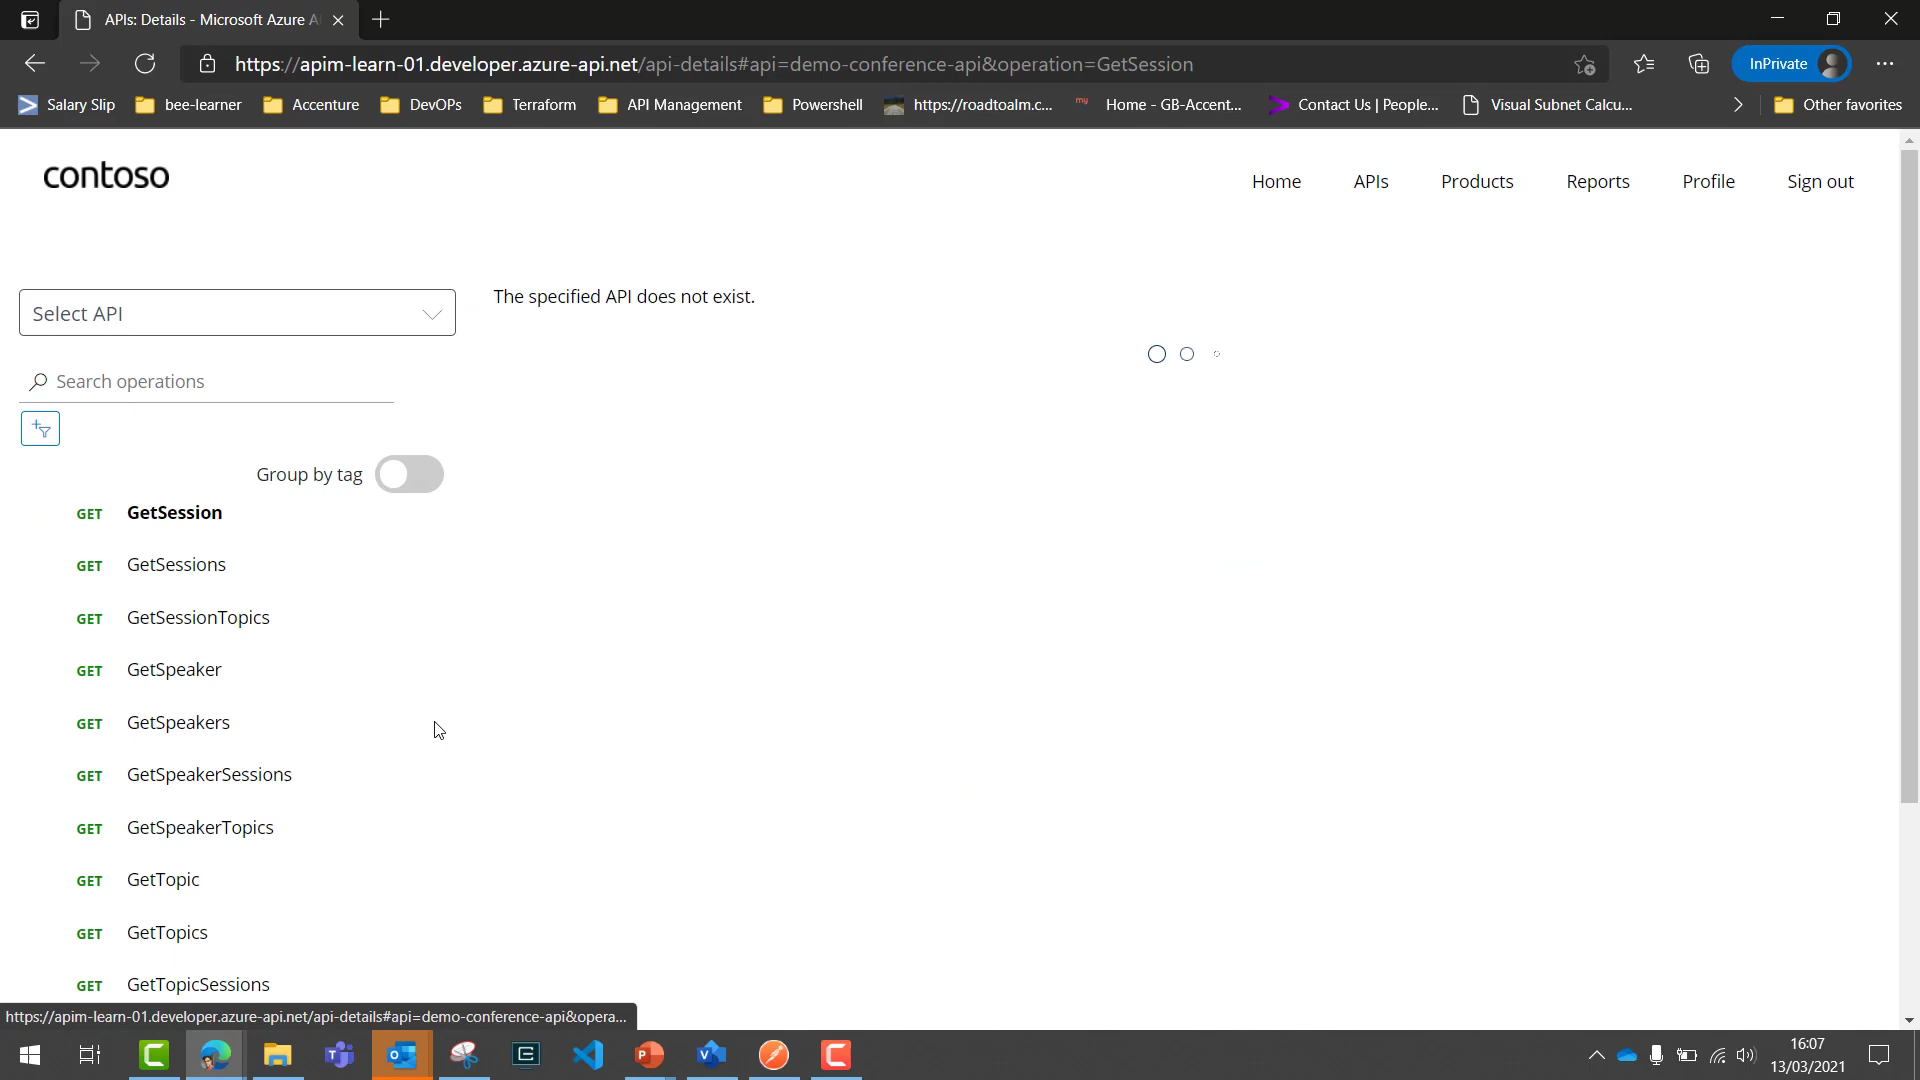 APIs: Details - Microsoft Azure A
https://apim-learn-01.developer.azure-api.net/api-details#api=demo-conference-api&operation=GetSession
InPrivate
Salary Slip
bee-learner
Accenture
DevOPs
Terraform
API Management
Powershell
https://roadtoalm.c...
my
Home - GB-Accent...
Contact Us | People...
Visual Subnet Calcu...
Other favorites
contoso
Home
APIs
Products
Reports
Profile
Sign out
Select API
The specified API does not exist.
Search operations
Group by tag
GET GetSession
GET GetSessions
GET GetSessionTopics
GET GetSpeaker
GET GetSpeakers
GET GetSpeakerSessions
GET GetSpeakerTopics
GET GetTopic
GET GetTopics
GET GetTopicSessions
https://apim-learn-01.developer.azure-api.net/api-details#api=demo-conference-api&opera...
16:07
13/03/2021